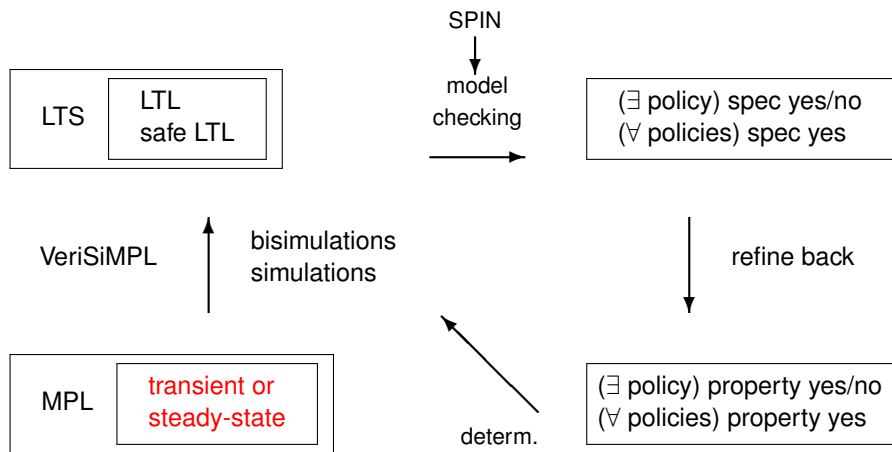 SPIN
LTS
LTL
safe LTL
model
checking
(∃ policy) spec yes/no
(∀ policies) spec yes
VeriSiMPL
bisimulations
simulations
refine back
MPL
transient or
steady-state
determ.
(∃ policy) property yes/no
(∀ policies) property yes